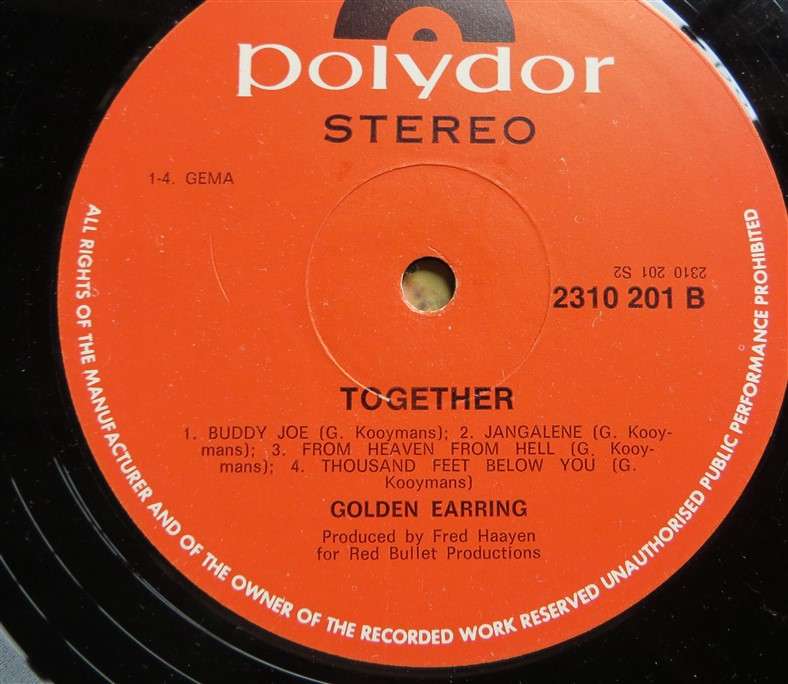 polydor
STEREO
1-4. GEMA
2310 201 S2
2310 201 B
TOGETHER
1. BUDDY JOE (G. Kooymans); 2. JANGALENE (G. Kooy-
mans); 3. FROM HEAVEN FROM HELL (G. Kooy-
mans); 4. THOUSAND FEET BELOW YOU (G.
Kooymans)
GOLDEN EARRING
Produced by Fred Haayen
for Red Bullet Productions
ALL RIGHTS OF THE MANUFACTURER AND OF THE OWNER OF THE RECORDED WORK RESERVED UNAUTHORISED PUBLIC PERFORMANCE PROHIBITED